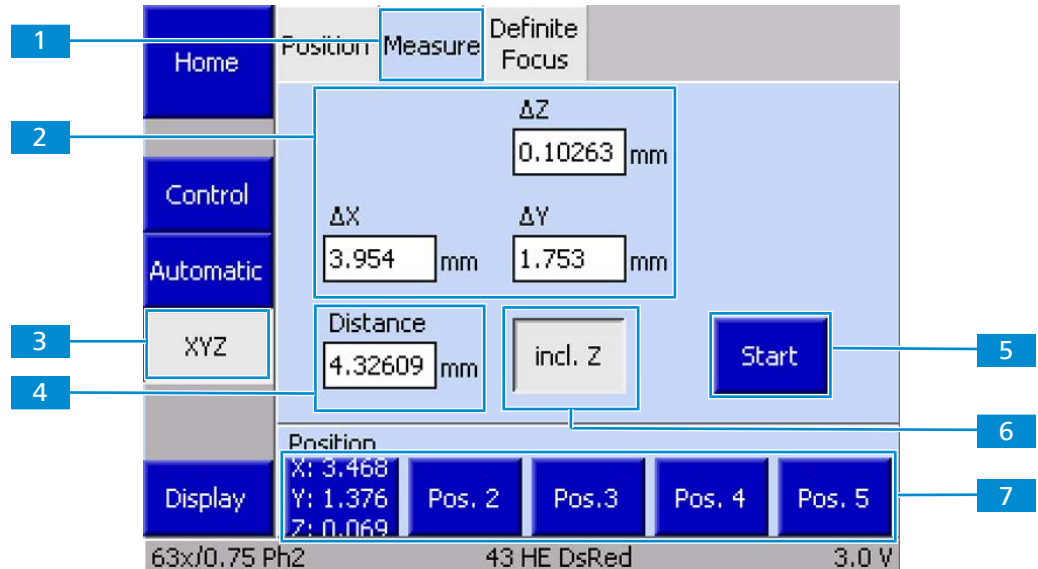 1
Home
Position
Measure
Definite
Focus
2
ΔZ
0.10263 mm
Control
ΔX
ΔY
3.954 mm
1.753 mm
Automatic
3
XYZ
Distance
4.32609 mm
incl. Z
Start
5
4
6
Position
Display
X: 3.468
Y: 1.376
Z: 0.069
Pos. 2
Pos.3
Pos. 4
Pos. 5
7
63x/0.75 Ph2
43 HE DsRed
3.0 V